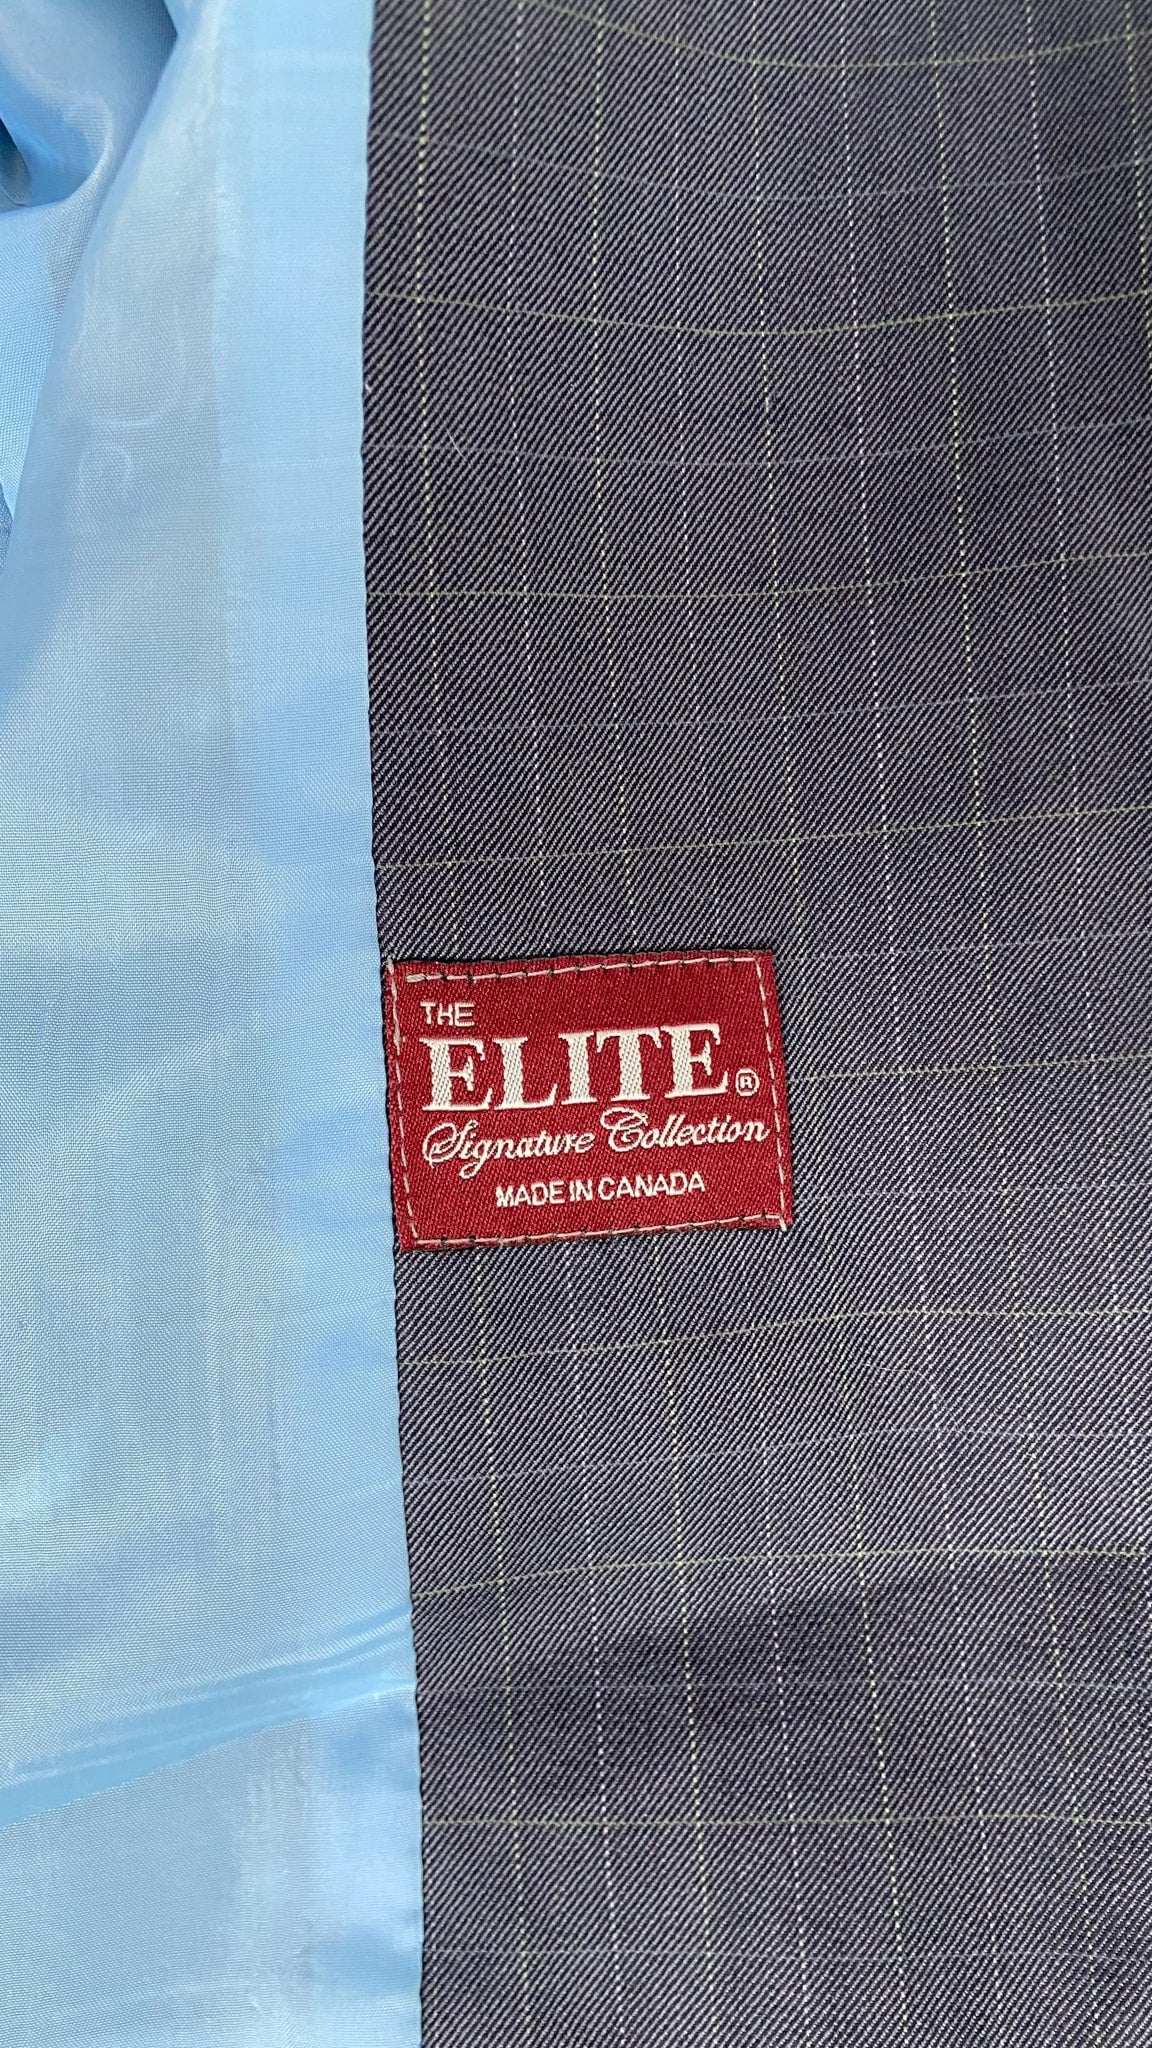 THE
ELITE®
Signature Collection
MADE IN CANADA